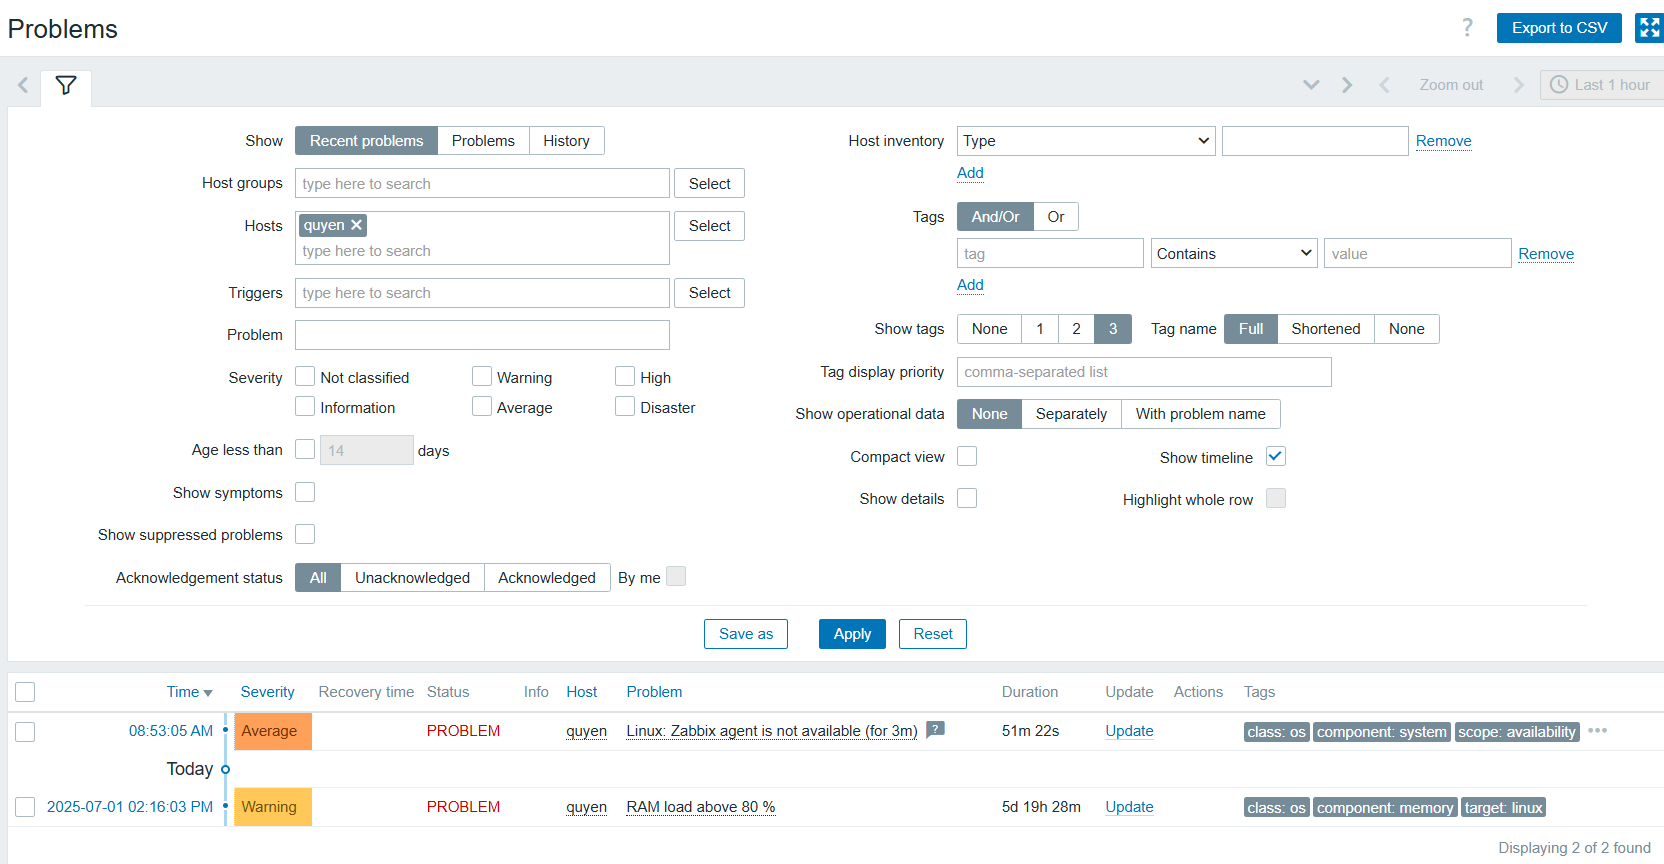 Problems
?
Export to CSV
Zoom out
Last 1 hour
Show
Recent problems
Problems
History
Host groups
type here to search
Select
Hosts
quyen
type here to search
Select
Triggers
type here to search
Select
Problem
Severity
Not classified
Warning
High
Information
Average
Disaster
Age less than
14
days
Show symptoms
Show suppressed problems
Acknowledgement status
All
Unacknowledged
Acknowledged
By me
Host inventory
Type
Remove
Add
Tags
And/Or
Or
tag
Contains
value
Remove
Add
Show tags
None
1
2
3
Tag name
Full
Shortened
None
Tag display priority
comma-separated list
Show operational data
None
Separately
With problem name
Compact view
Show timeline
Show details
Highlight whole row
Save as
Apply
Reset
Time Severity Recovery time Status Info Host Problem Duration Update Actions Tags
08:53:05 AM Average PROBLEM quyen Linux: Zabbix agent is not available (for 3m) ? 51m 22s Update class: os component: system scope: availability •••
Today
2025-07-01 02:16:03 PM Warning PROBLEM quyen RAM load above 80 % 5d 19h 28m Update class: os component: memory target: linux
Displaying 2 of 2 found